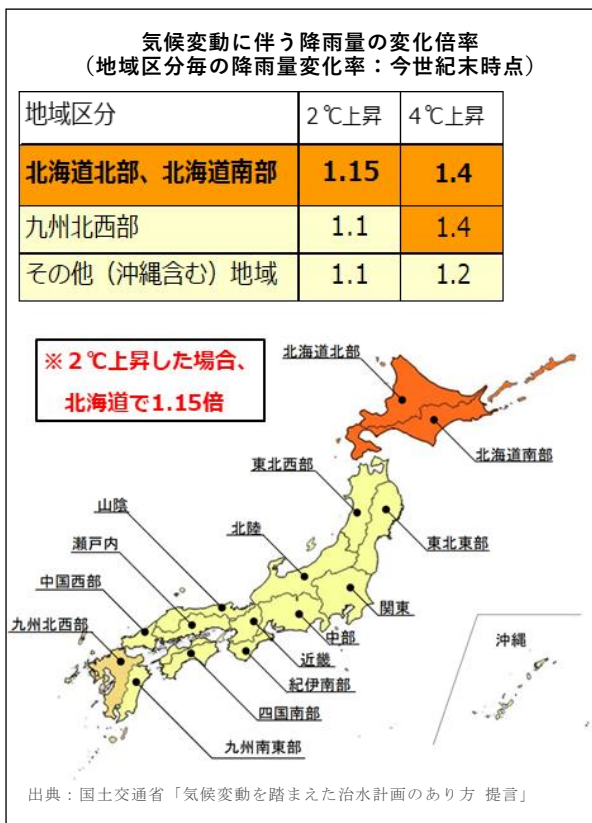 気候変動に伴う降雨量の変化倍率
（地域区分毎の降雨量変化率：今世紀末時点）
地域区分 2℃上昇 4℃上昇
北海道北部、北海道南部 1.15 1.4
九州北西部 1.1 1.4
その他（沖縄含む）地域 1.1 1.2
※２℃上昇した場合、
北海道で1.15倍
北海道北部
北海道南部
東北西部
山陰
北陸
東北東部
瀬戸内
中国西部
関東
九州北西部
中部
沖縄
近畿
紀伊南部
四国南部
九州南東部
出典：国土交通省「気候変動を踏まえた治水計画のあり方 提言」